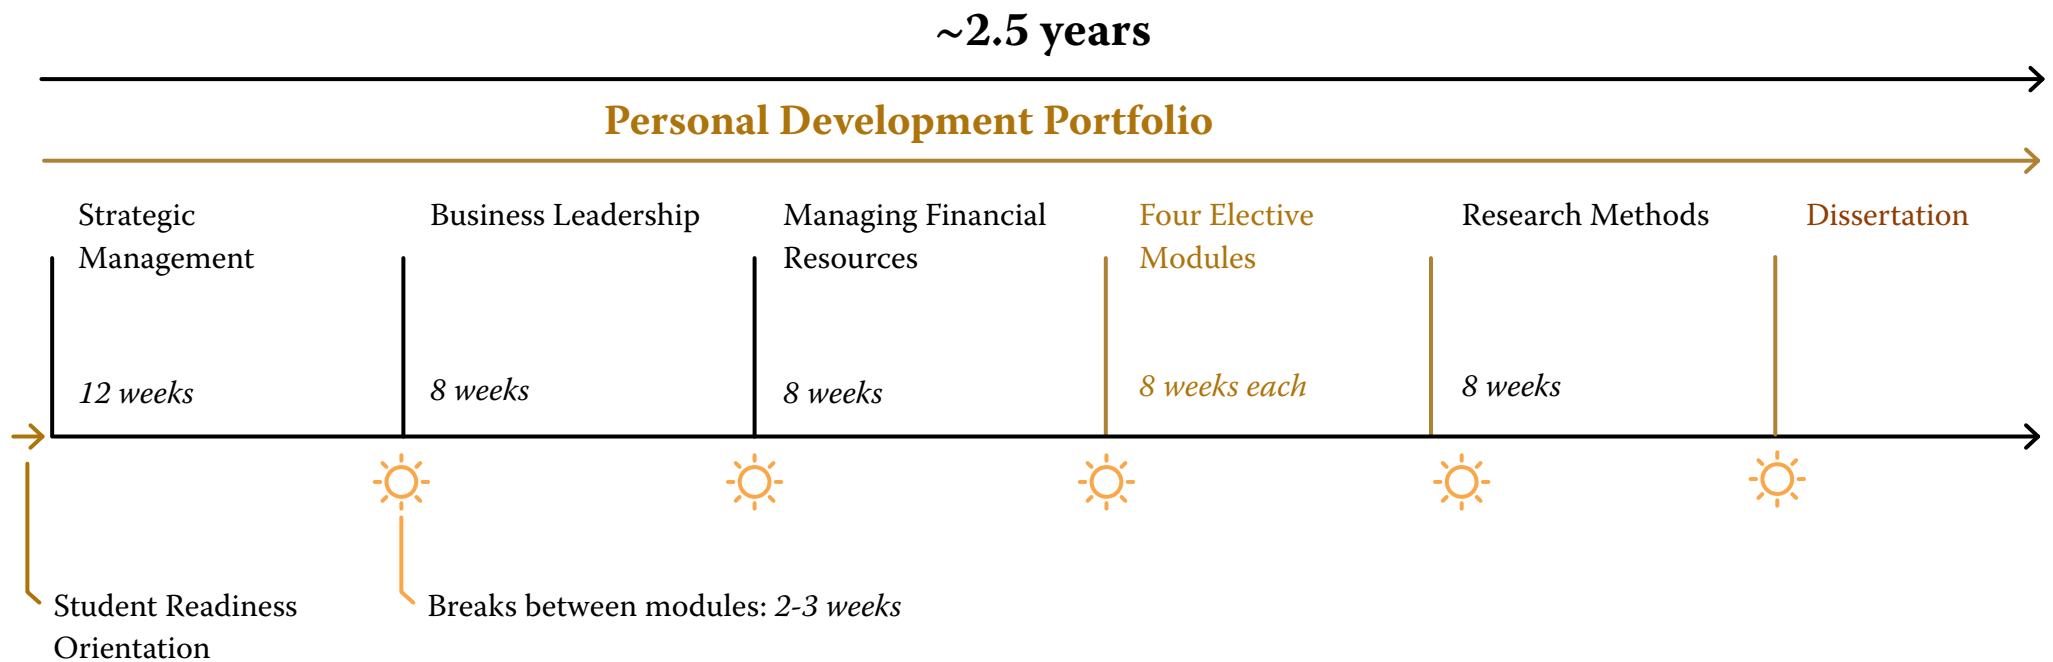 ~2.5 years
Personal Development Portfolio
Strategic
Management
12 weeks
Business Leadership
8 weeks
Managing Financial
Resources
8 weeks
Four Elective
Modules
8 weeks each
Research Methods
8 weeks
Dissertation
Student Readiness
Orientation
Breaks between modules: 2-3 weeks